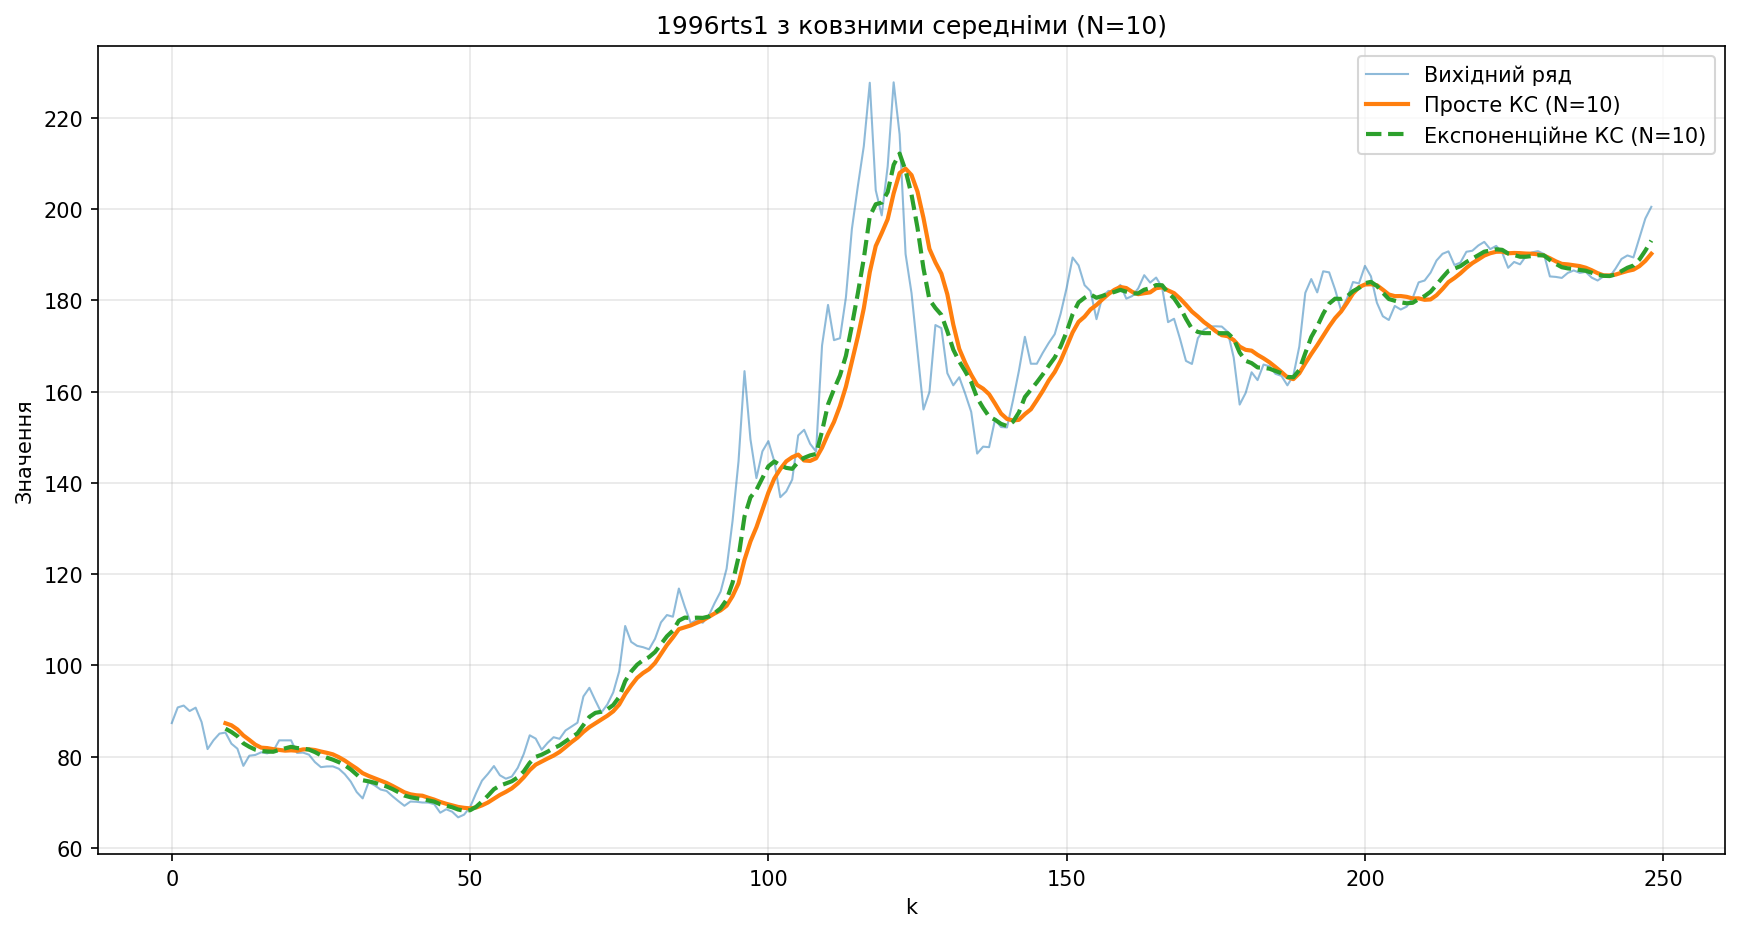 1996rts1 з ковзними середніми (N=10)
Вихідний ряд
Просте КС (N=10)
Експоненційне КС (N=10)
Значення
220
200
180
160
140
120
100
80
60
0 50 100 150 200 250
k